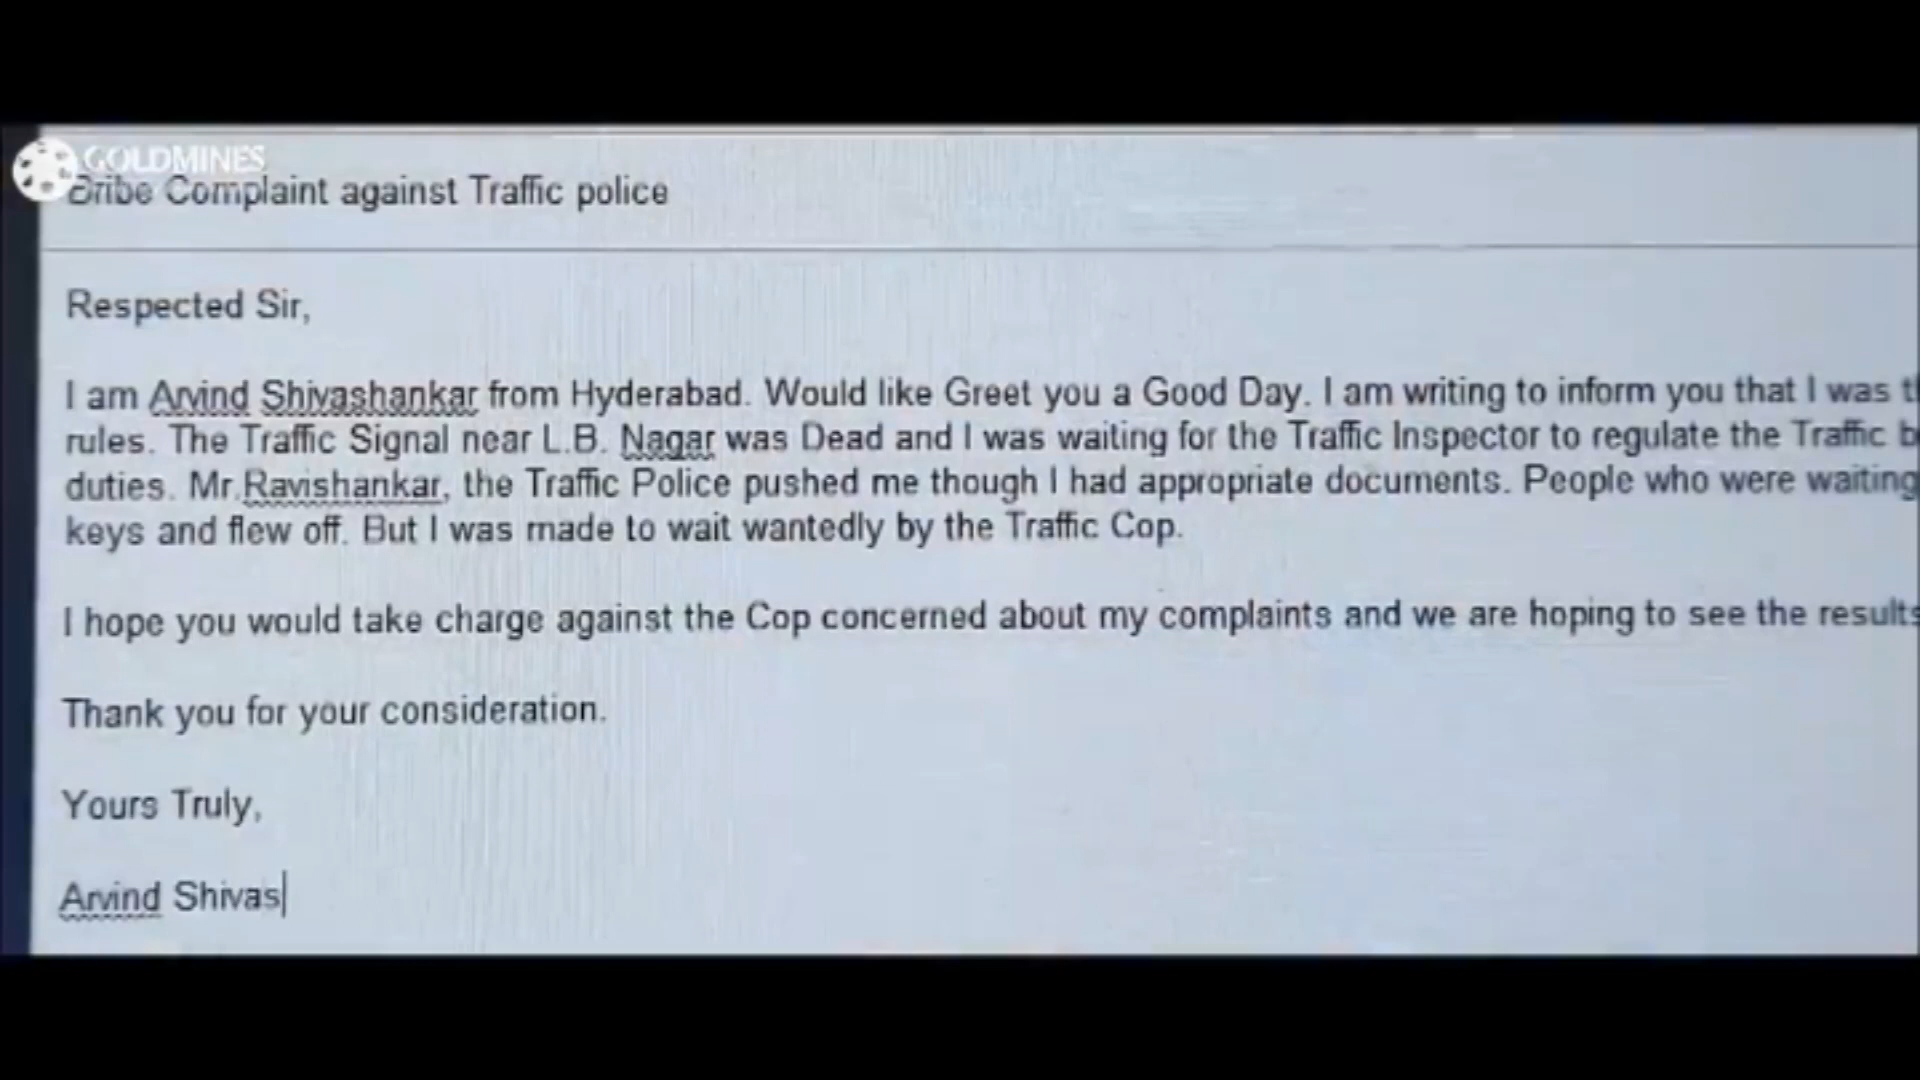 GOLDMINES
Bribe Complaint against Traffic police
Respected Sir,
I am Arvind Shivashankar from Hyderabad. Would like Greet you a Good Day. I am writing to inform you that I was
rules. The Traffic Signal near L.B. Nagar was Dead and I was waiting for the Traffic Inspector to regulate the Traffic
duties. Mr.Ravishankar, the Traffic Police pushed me though I had appropriate documents. People who were waiting
keys and flew off. But I was made to wait wantedly by the Traffic Cop.
I hope you would take charge against the Cop concerned about my complaints and we are hoping to see the results
Thank you for your consideration.
Yours Truly,
Arvind Shivas